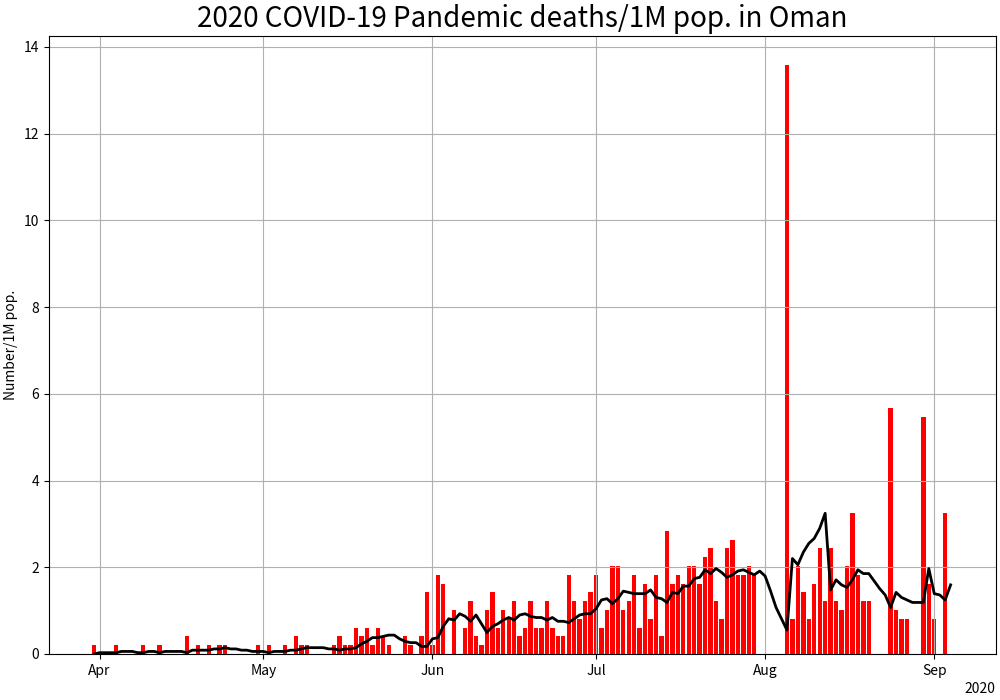 2020 COVID-19 Pandemic deaths/1M pop. in Oman
Number/1M pop.
14
12
10
8
6
4
2
0
Apr
May
Jun
Jul
Aug
Sep
2020